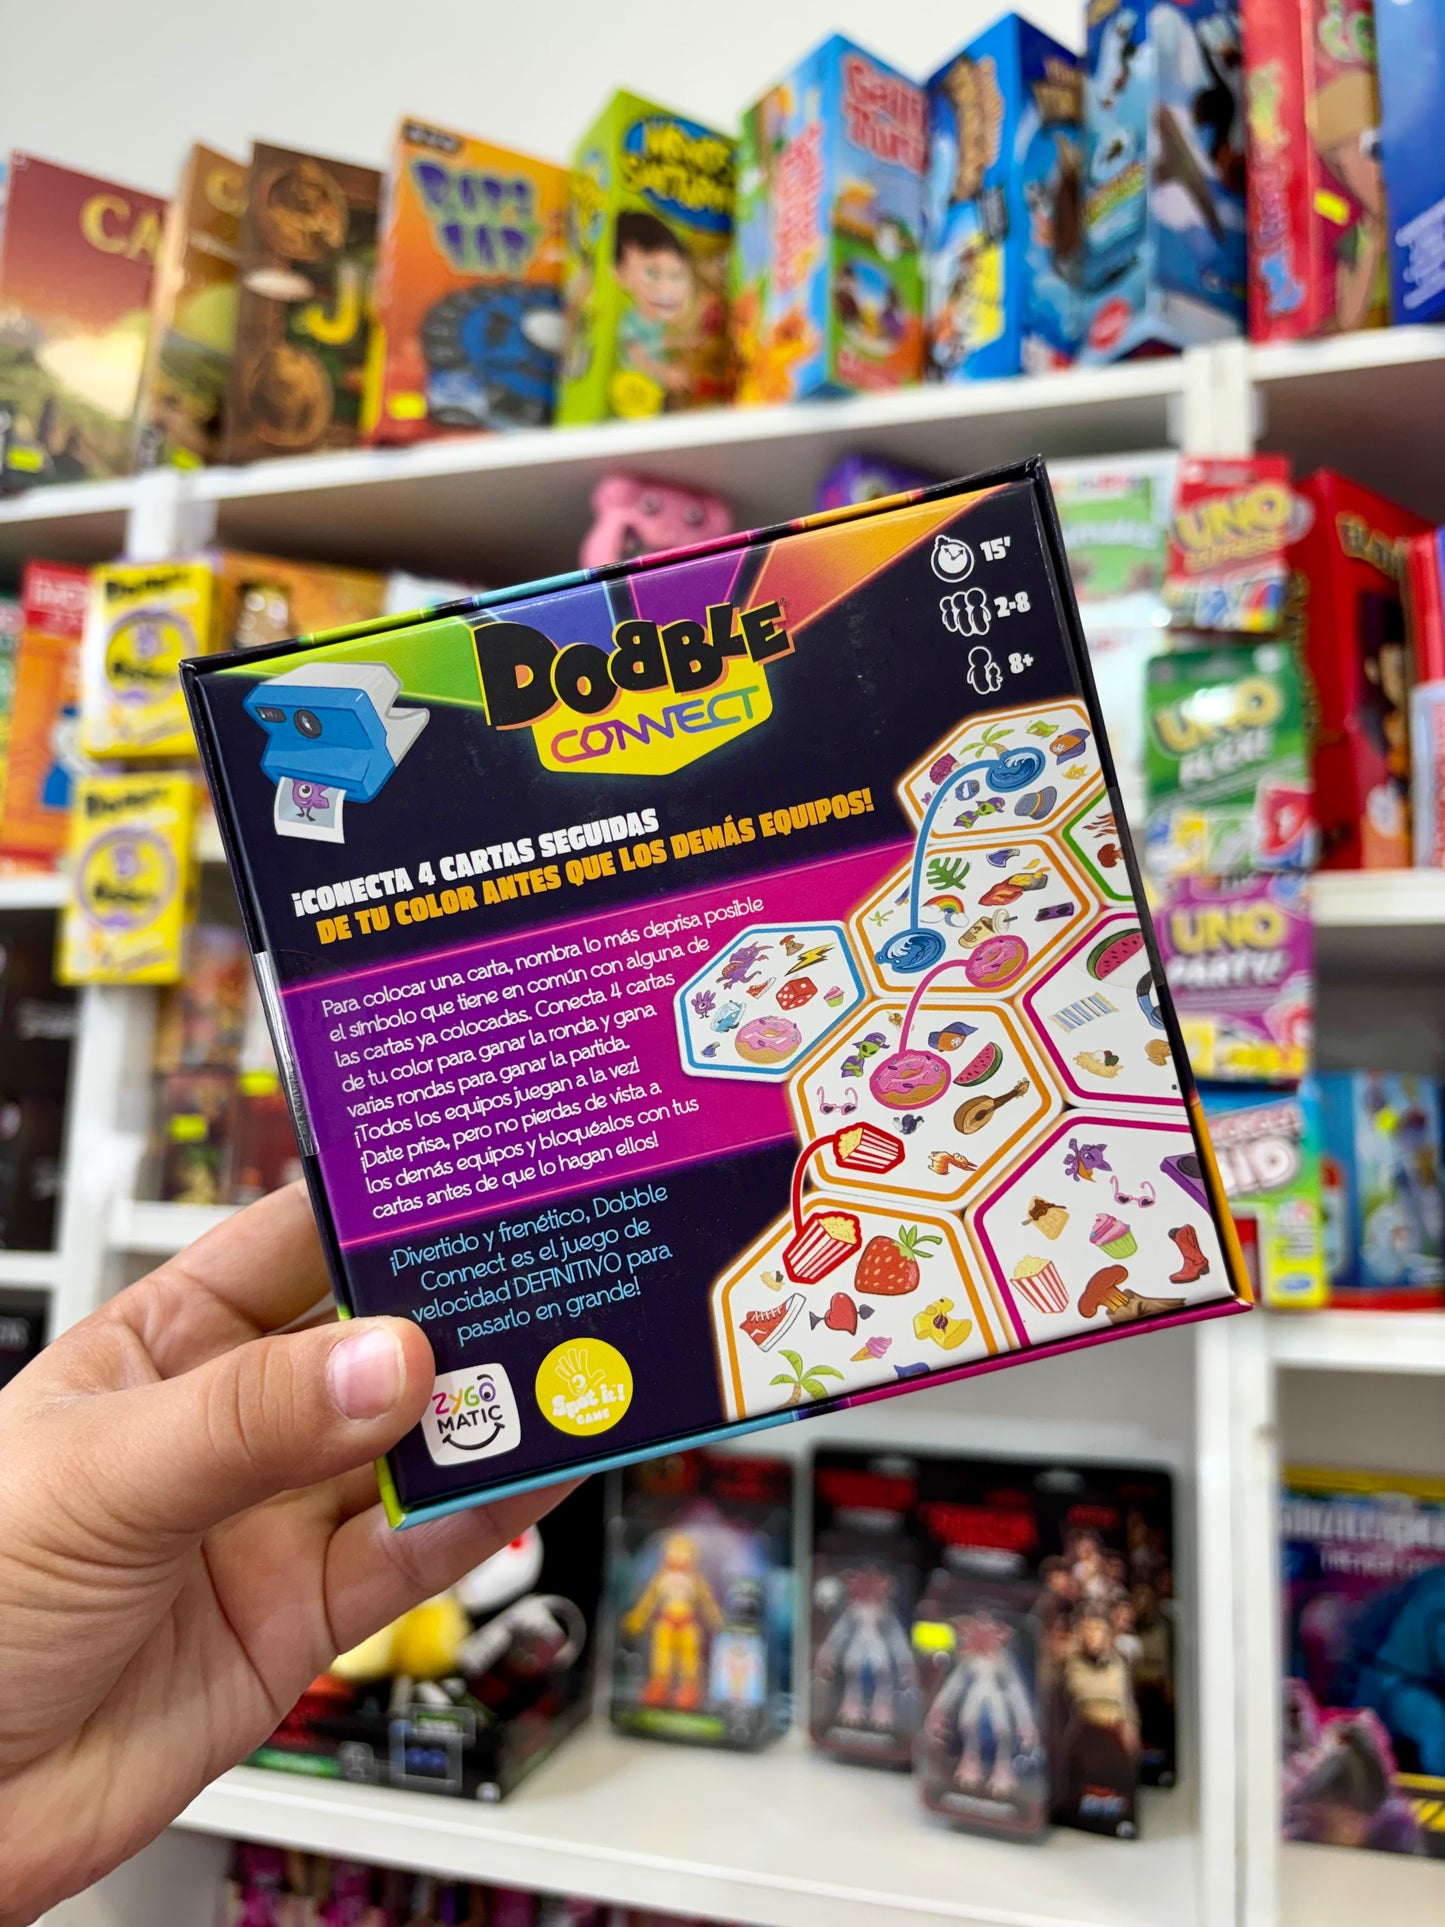 DOBBLE
CONNECT
15'
2-8
8+
¡CONECTA 4 CARTAS SEGUIDAS
DE TU COLOR ANTES QUE LOS DEMÁS EQUIPOS!
Para colocar una carta, nombra lo más deprisa posible
el símbolo que tiene en común con alguna de
las cartas ya colocadas. Conecta 4 cartas
de tu color para ganar la ronda y gana
varias rondas para ganar la partida.
¡Todos los equipos juegan a la vez!
¡Date prisa, pero no pierdas de vista a
los demás equipos y bloquéalos con tus
cartas antes de que lo hagan ellos!
¡Divertido y frenético, Dobble
Connect es el juego de
velocidad DEFINITIVO para
pasarlo en grande!
ZYGO
MATIC
Spot it!
GAME
CA
UNO
UNO
FLEX!
UNO
PARTY!